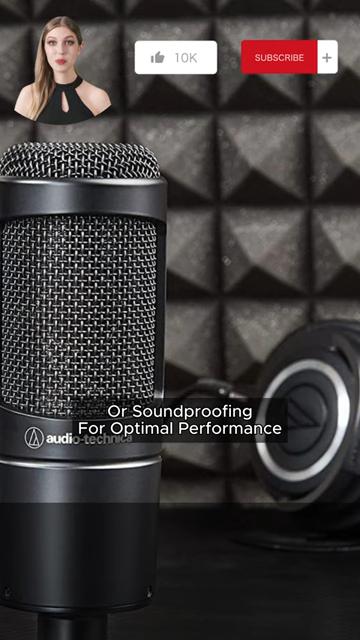 10K
SUBSCRIBE
Or Soundproofing
For Optimal Performance
audio-technica